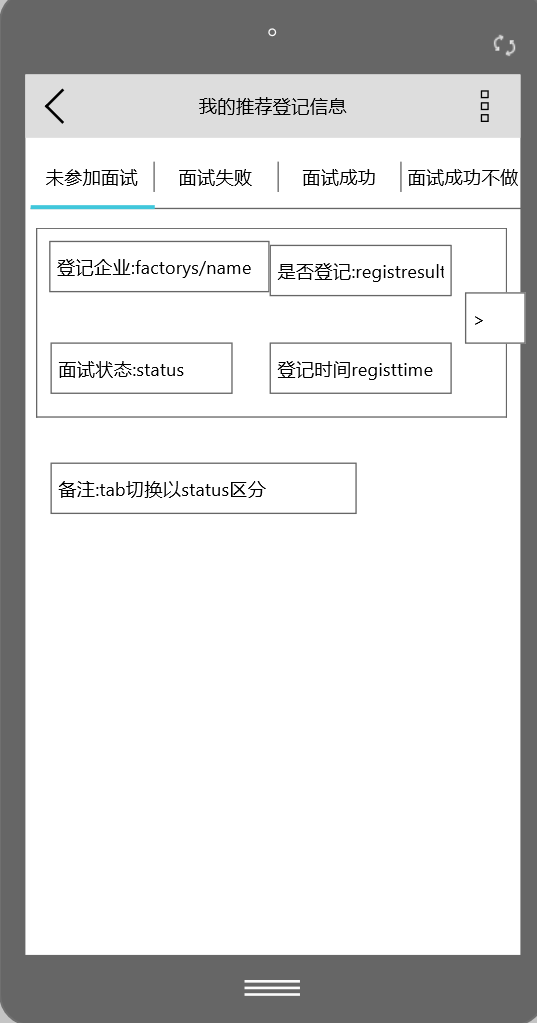 我的推荐登记信息
未参加面试 面试失败 面试成功 面试成功不做
登记企业:factorys/name 是否登记:registresult
>
面试状态:status 登记时间registtime
备注:tab切换以status区分